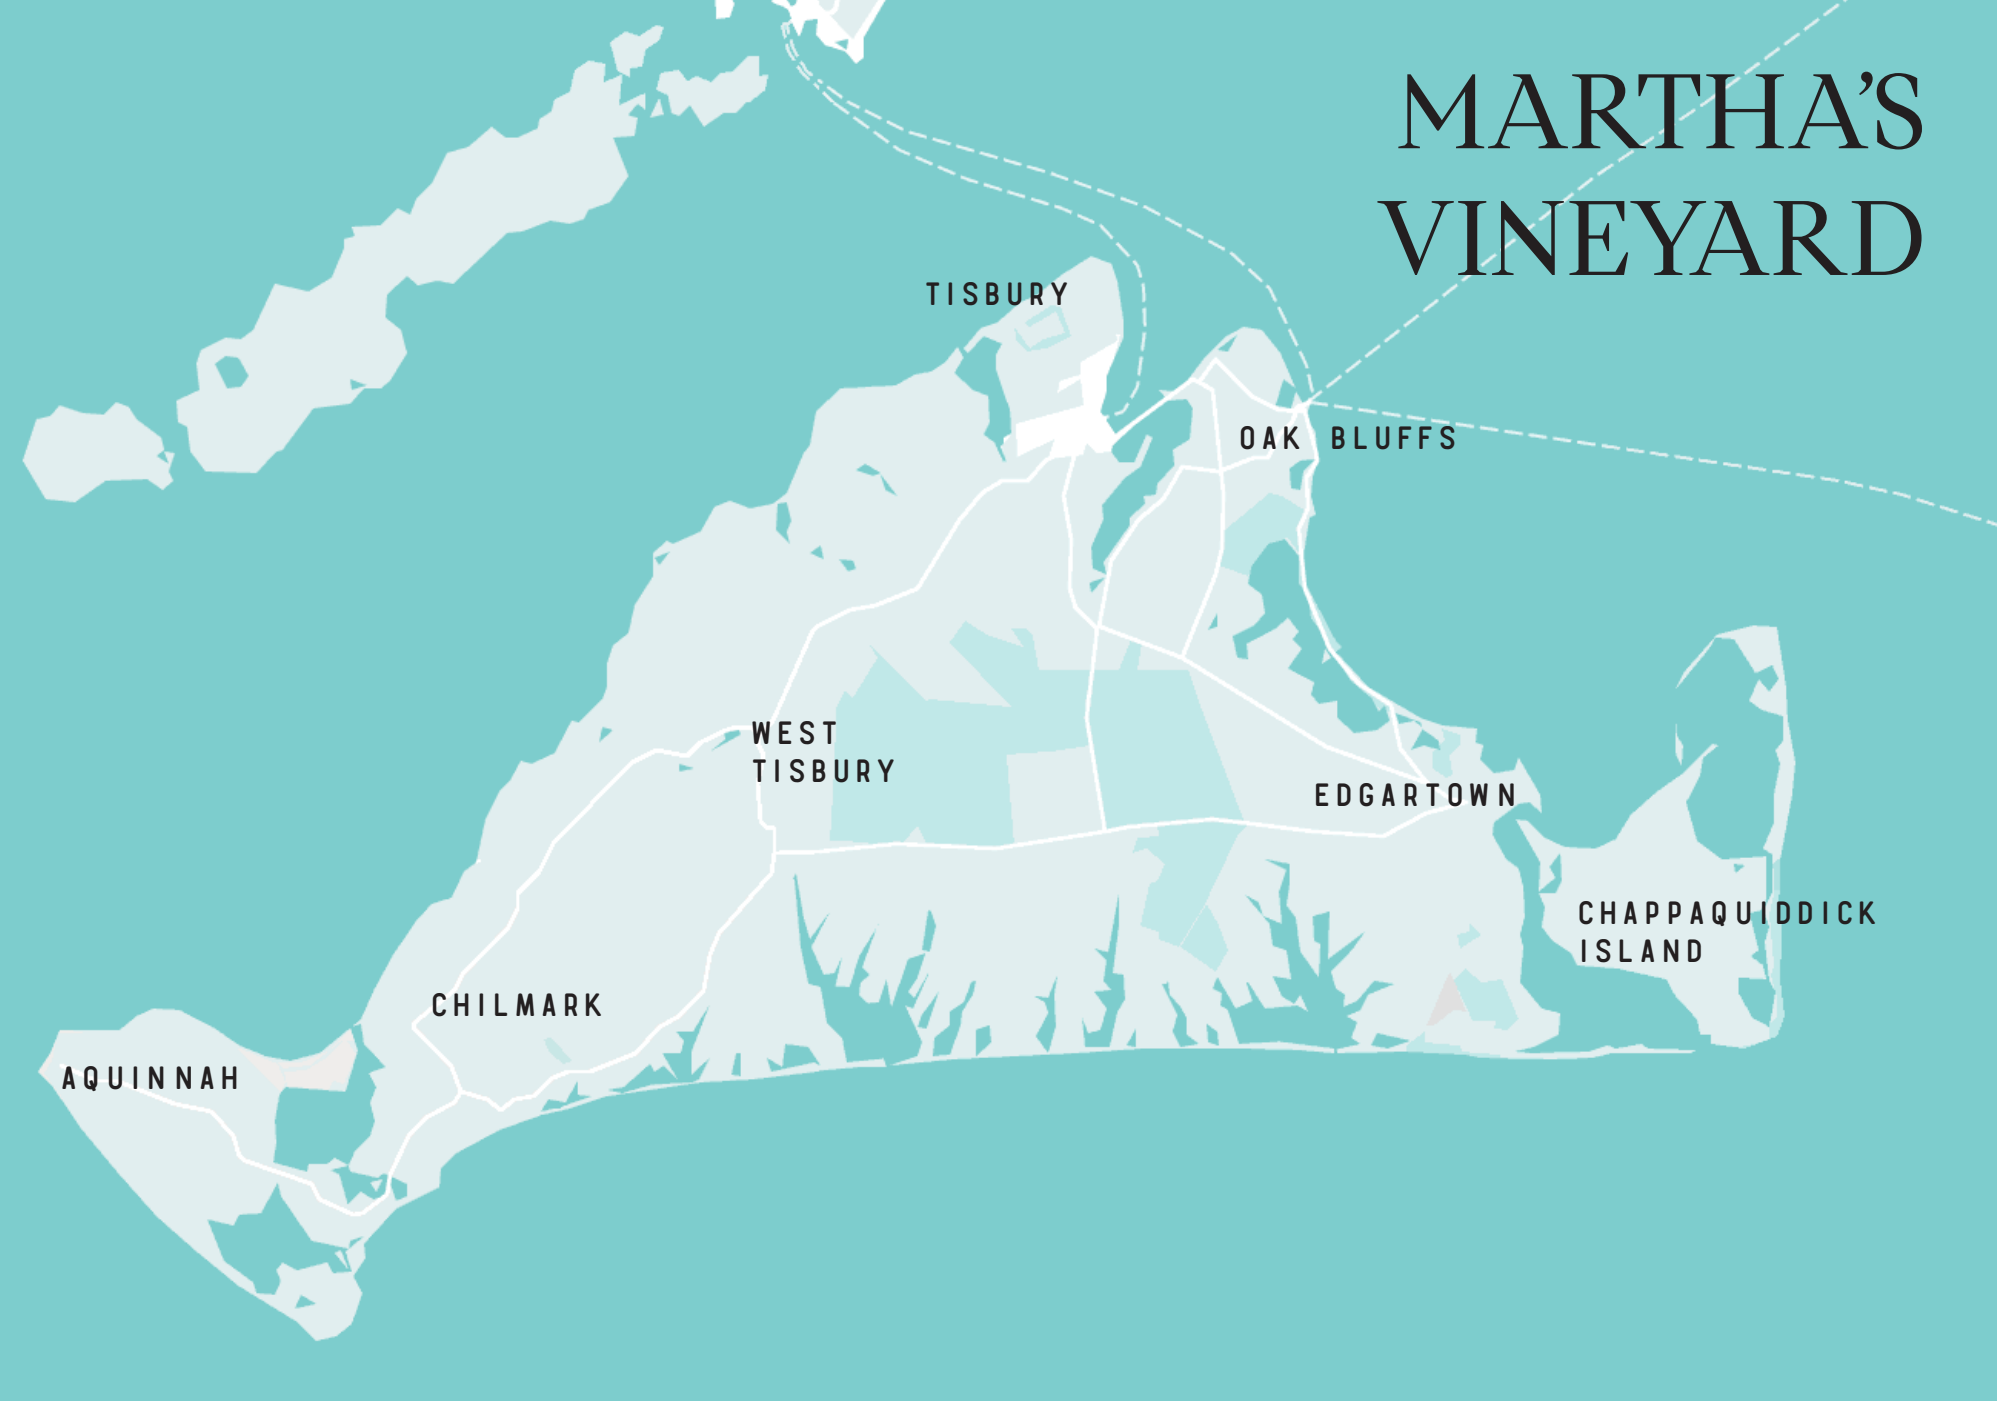 MARTHA'S
VINEYARD
TISBURY
OAK BLUFFS
WEST
TISBURY
EDGARTOWN
CHAPPAQUIDDICK
ISLAND
CHILMARK
AQUINNAH